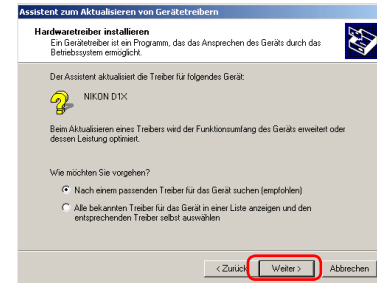 Assistent zum Aktualisieren von Gerätetreibern
Hardwaretreiber installieren
Ein Gerätetreiber ist ein Programm, das das Ansprechen des Geräts durch das
Betriebssystem ermöglicht.
Der Assistent aktualisiert die Treiber für folgendes Gerät:
NIKON D1X
Beim Aktualisieren eines Treibers wird der Funktionsumfang des Geräts erweitert oder
dessen Leistung optimiert.
Wie möchten Sie vorgehen?
Nach einem passenden Treiber für das Gerät suchen (empfohlen)
Alle bekannten Treiber für das Gerät in einer Liste anzeigen und den
entsprechenden Treiber selbst auswählen
< Zurück Weiter > Abbrechen